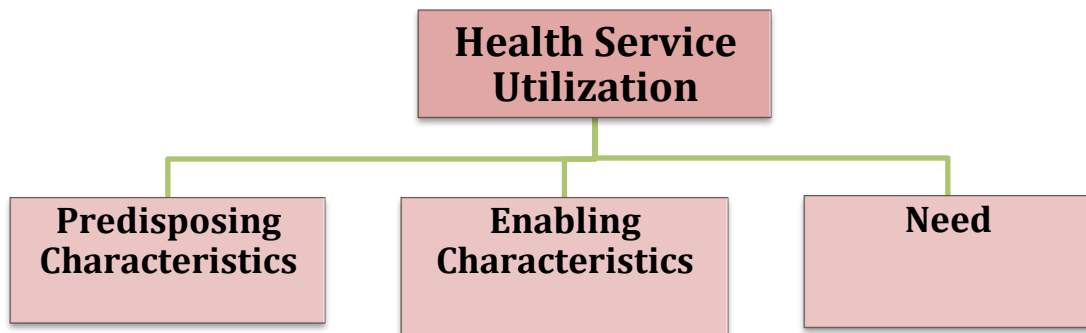 Health Service
Utilization
Predisposing
Characteristics
Enabling
Characteristics
Need